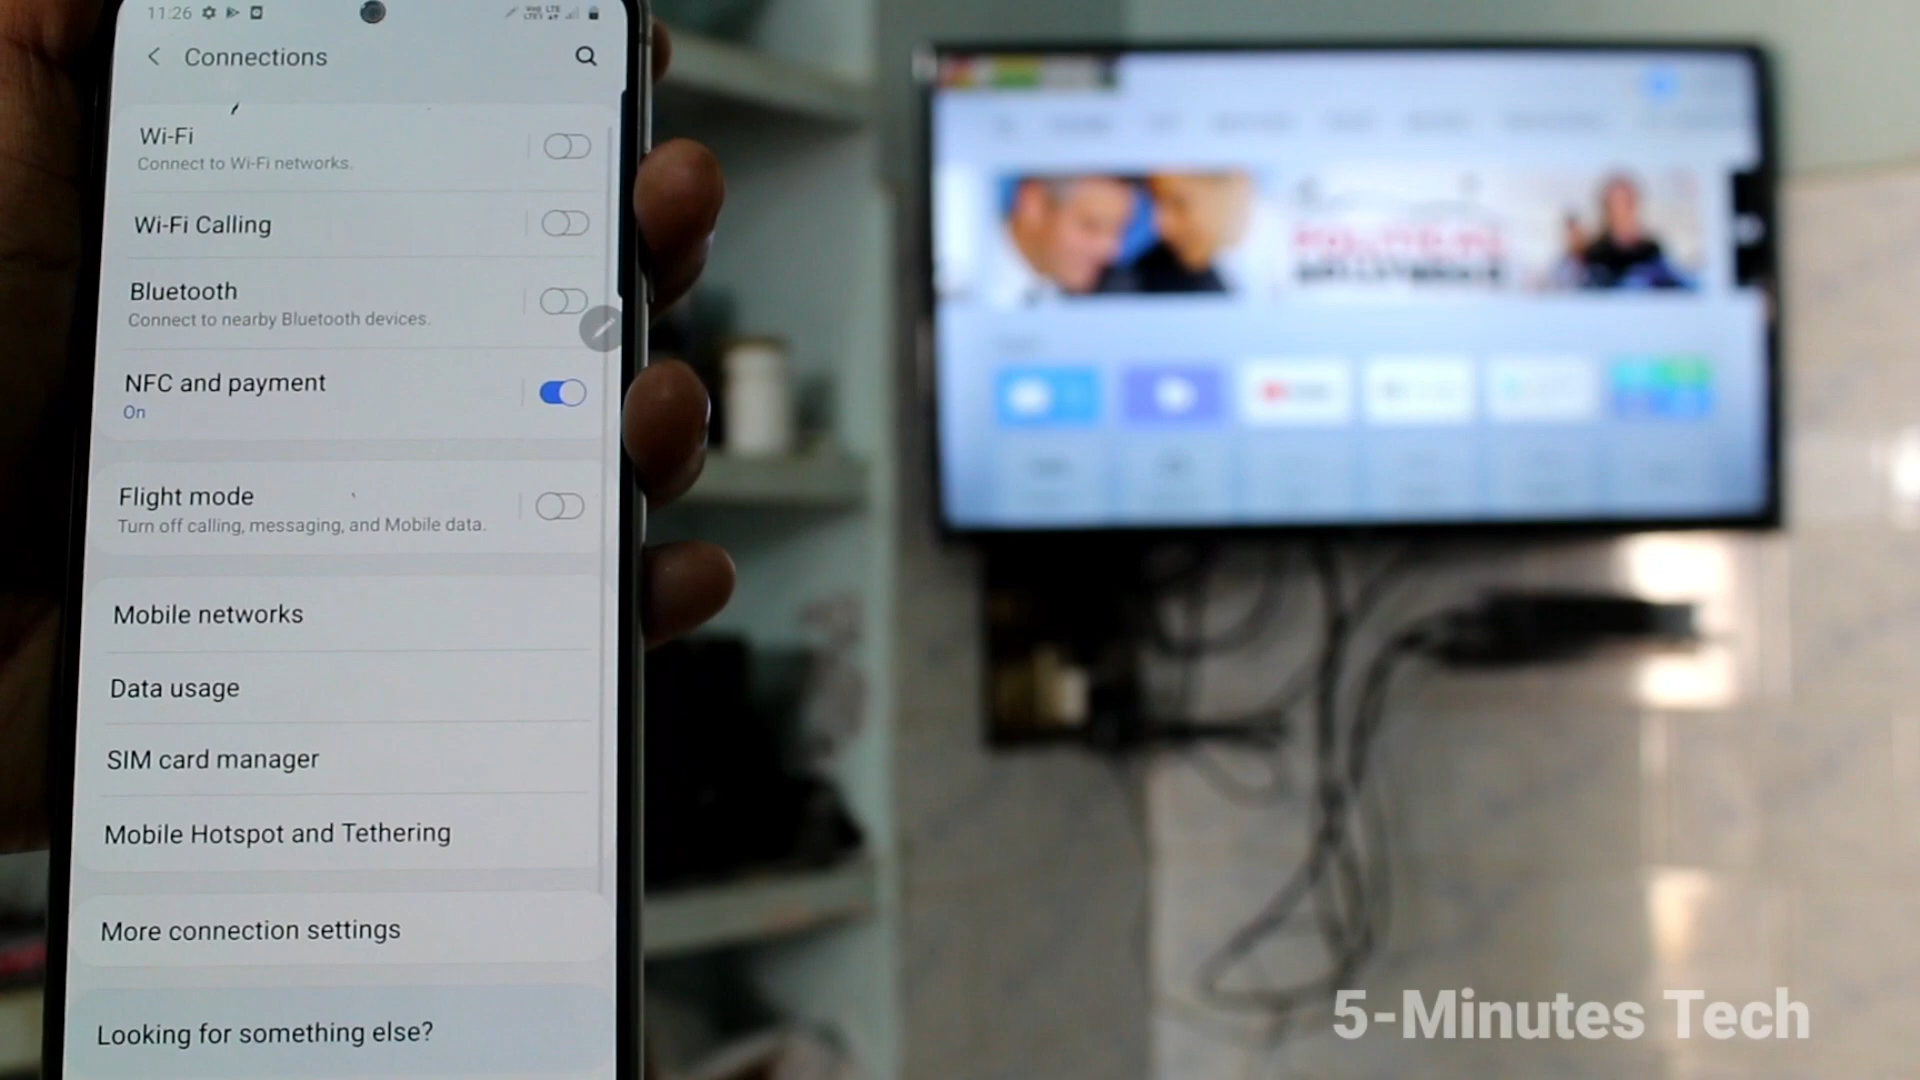 11:26
Connections
Wi-Fi
Connect to Wi-Fi networks.
Wi-Fi Calling
Bluetooth
Connect to nearby Bluetooth devices.
NFC and payment
On
Flight mode
Turn off calling, messaging, and Mobile data.
Mobile networks
Data usage
SIM card manager
Mobile Hotspot and Tethering
More connection settings
Looking for something else?
POLITICAL
5-Minutes Tech